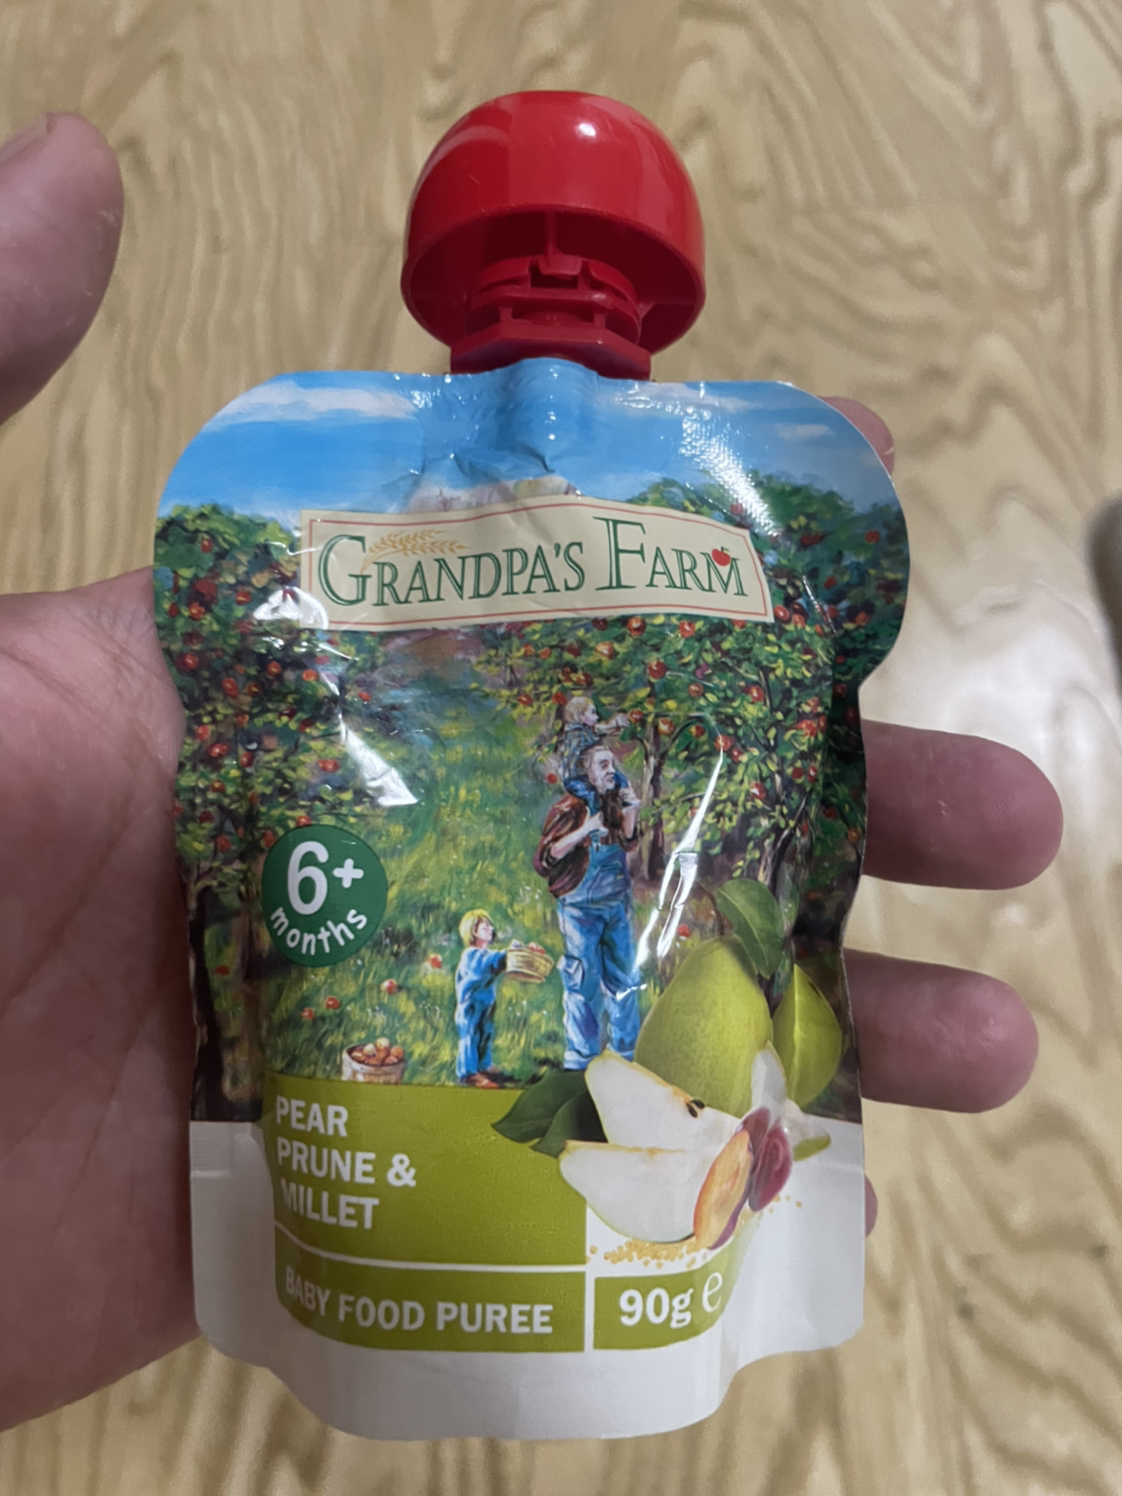 GRANDPA'S FARM
6+
months
PEAR
PRUNE &
MILLET
BABY FOOD PUREE
90g ℮